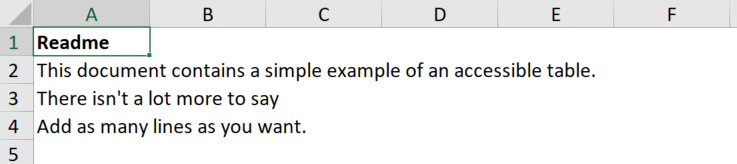 A B C D E F
1 Readme
2 This document contains a simple example of an accessible table.
3 There isn't a lot more to say
4 Add as many lines as you want.
5